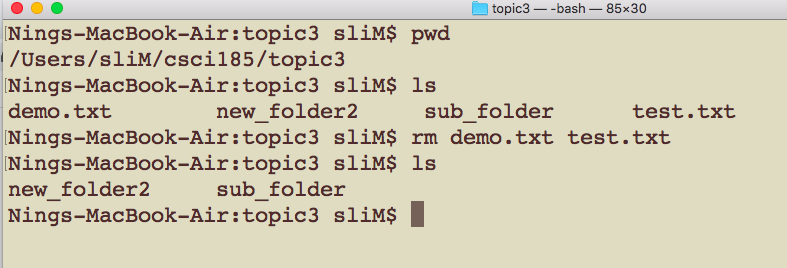 topic3 — -bash — 85×30
Nings-MacBook-Air:topic3 sliM$ pwd
/Users/sliM/csci185/topic3
Nings-MacBook-Air:topic3 sliM$ ls
demo.txt new_folder2 sub_folder test.txt
Nings-MacBook-Air:topic3 sliM$ rm demo.txt test.txt
Nings-MacBook-Air:topic3 sliM$ ls
new_folder2 sub_folder
Nings-MacBook-Air:topic3 sliM$